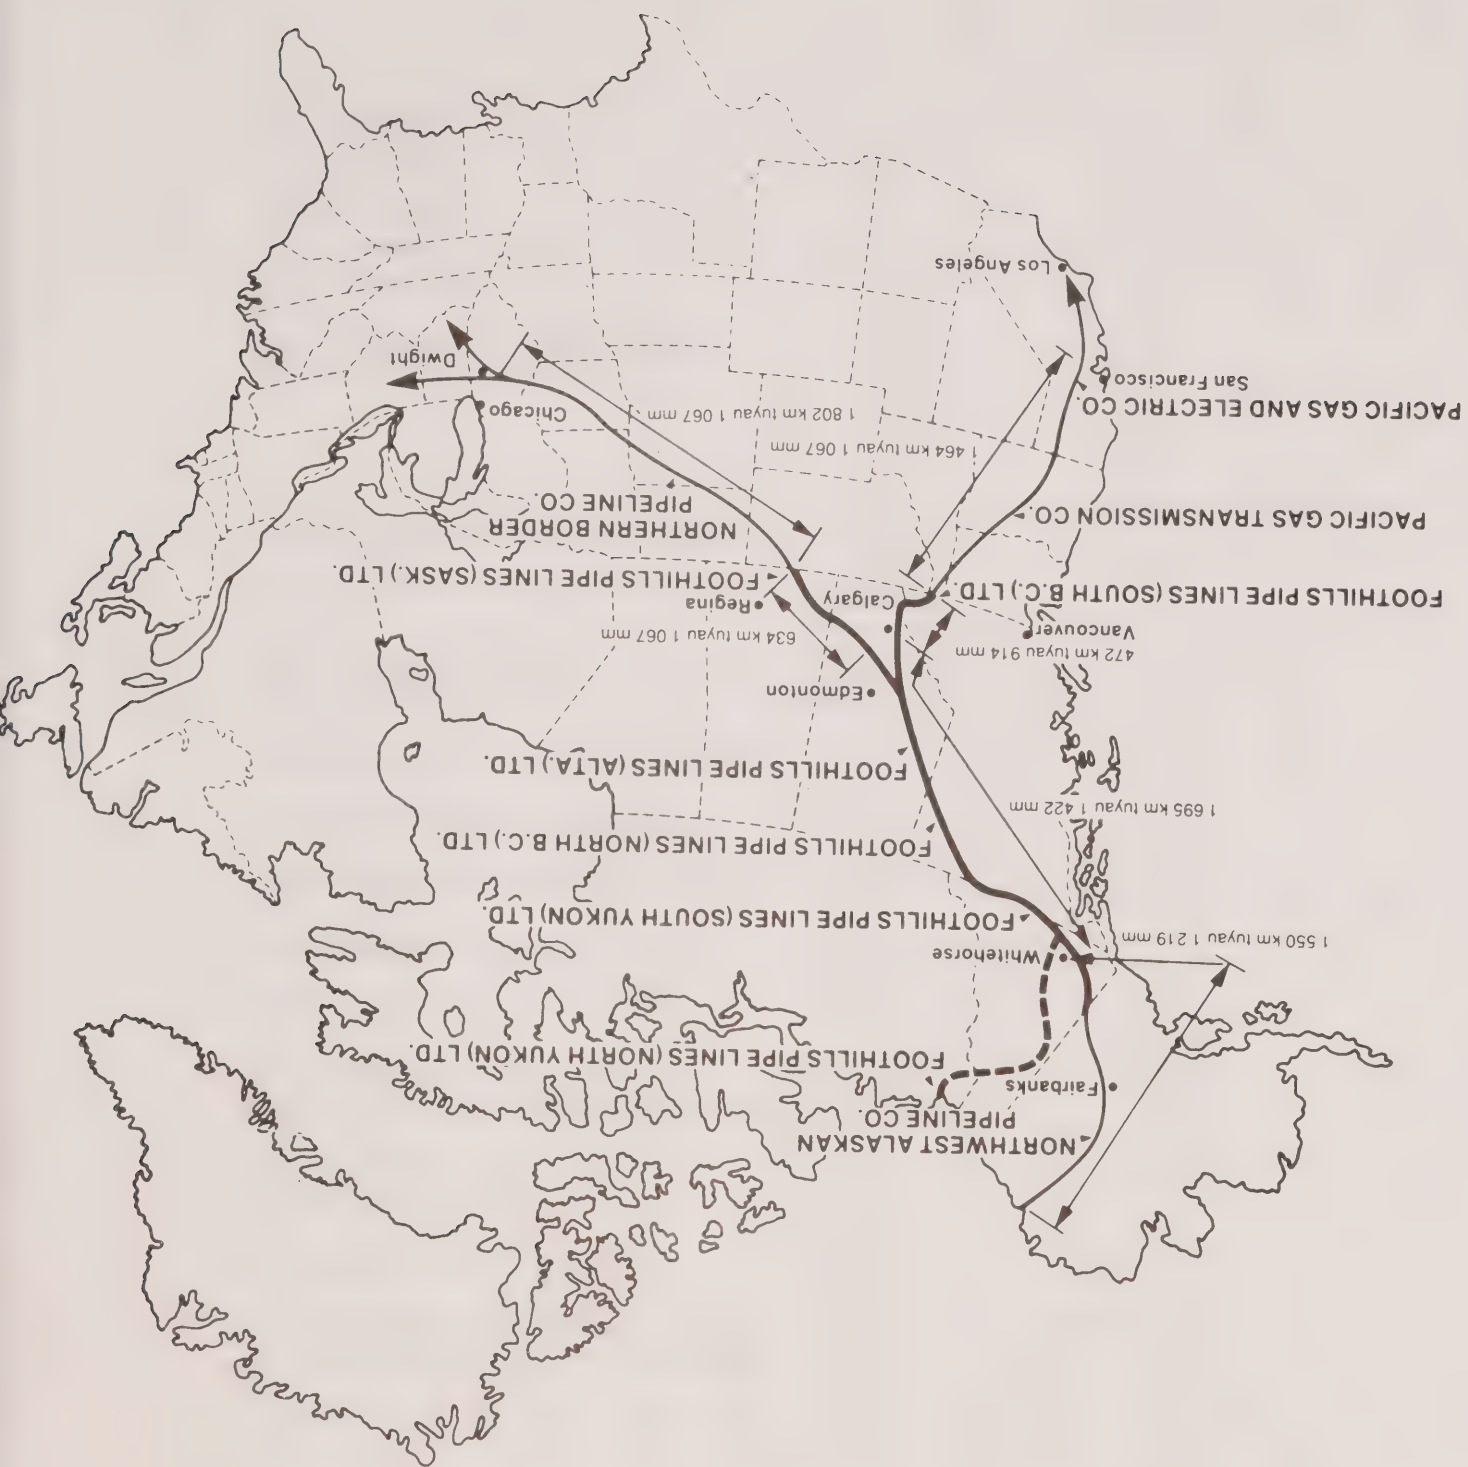 NORTHWEST ALASKAN
PIPELINE CO.
Fairbanks
FOOTHILLS PIPE LINES (NORTH YUKON) LTD.
1 550 km tuyau 1 219 mm
Whitehorse
FOOTHILLS PIPE LINES (SOUTH YUKON) LTD.
FOOTHILLS PIPE LINES (NORTH B.C.) LTD.
1 695 km tuyau 1 422 mm
FOOTHILLS PIPE LINES (ALTA.) LTD.
Edmonton
472 km tuyau 914 mm
Vancouver
634 km tuyau 1 067 mm
Calgary
Regina
FOOTHILLS PIPE LINES (SOUTH B.C.) LTD.
FOOTHILLS PIPE LINES (SASK.) LTD.
PACIFIC GAS TRANSMISSION CO.
NORTHERN BORDER
PIPELINE CO.
464 km tuyau 1 067 mm
1 802 km tuyau 1 067 mm
Chicago
PACIFIC GAS AND ELECTRIC CO.
San Francisco
Dwight
Los Angeles